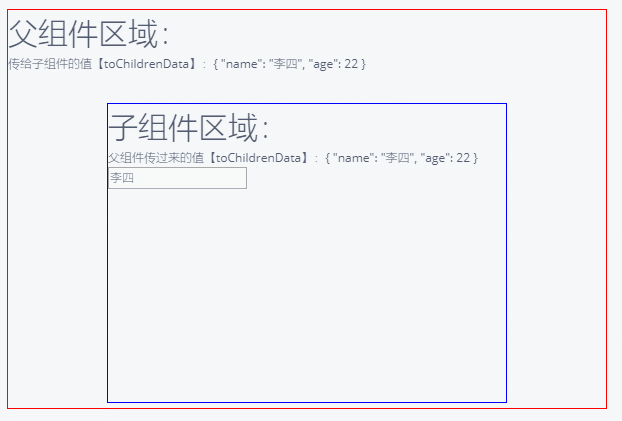 父组件区域：
传给子组件的值【toChildrenData】：{ "name": "李四", "age": 22 }
子组件区域：
父组件传过来的值【toChildrenData】：{ "name": "李四", "age": 22 }
李四